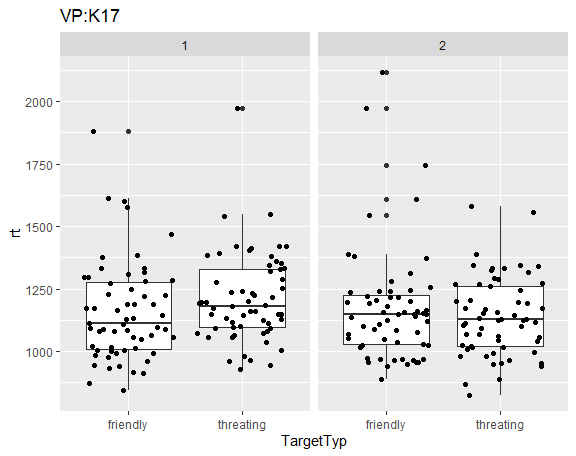 VP:K17
1
2
rt
2000
1750
1500
1250
1000
friendly
threating
friendly
threating
TargetTyp